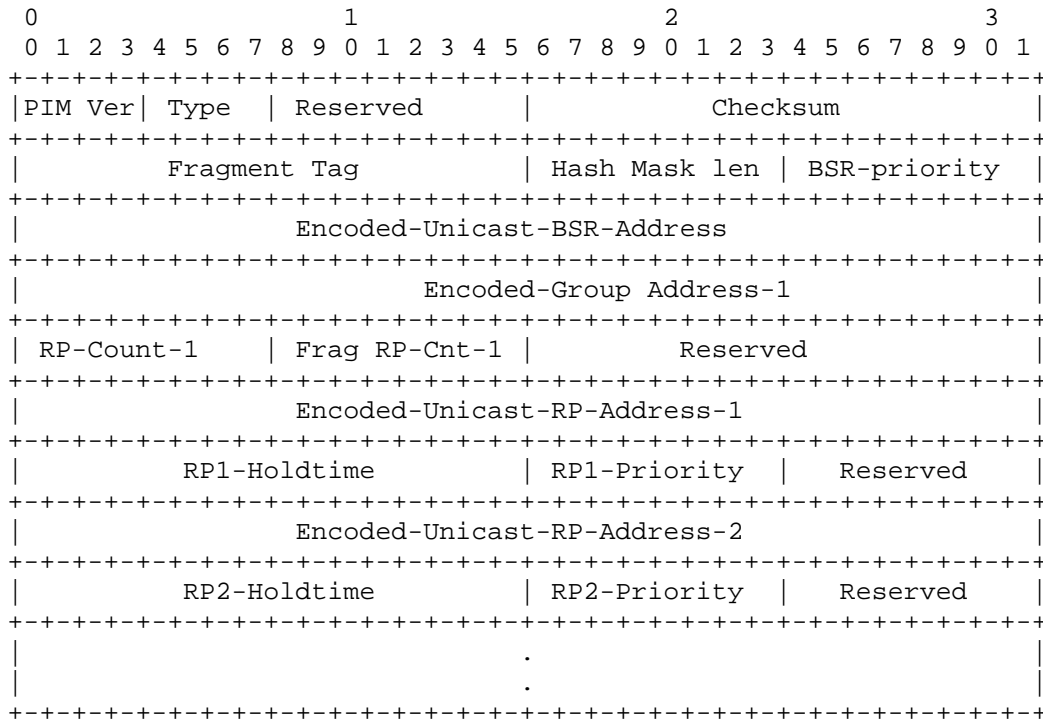 0                   1                   2                   3
 0 1 2 3 4 5 6 7 8 9 0 1 2 3 4 5 6 7 8 9 0 1 2 3 4 5 6 7 8 9 0 1
+-+-+-+-+-+-+-+-+-+-+-+-+-+-+-+-+-+-+-+-+-+-+-+-+-+-+-+-+-+-+-+-+
|PIM Ver| Type  | Reserved      |           Checksum            |
+-+-+-+-+-+-+-+-+-+-+-+-+-+-+-+-+-+-+-+-+-+-+-+-+-+-+-+-+-+-+-+-+
|         Fragment Tag          | Hash Mask len | BSR-priority  |
+-+-+-+-+-+-+-+-+-+-+-+-+-+-+-+-+-+-+-+-+-+-+-+-+-+-+-+-+-+-+-+-+
|                 Encoded-Unicast-BSR-Address                   |
+-+-+-+-+-+-+-+-+-+-+-+-+-+-+-+-+-+-+-+-+-+-+-+-+-+-+-+-+-+-+-+-+
|                         Encoded-Group Address-1               |
+-+-+-+-+-+-+-+-+-+-+-+-+-+-+-+-+-+-+-+-+-+-+-+-+-+-+-+-+-+-+-+-+
| RP-Count-1    | Frag RP-Cnt-1 |         Reserved              |
+-+-+-+-+-+-+-+-+-+-+-+-+-+-+-+-+-+-+-+-+-+-+-+-+-+-+-+-+-+-+-+-+
|                 Encoded-Unicast-RP-Address-1                  |
+-+-+-+-+-+-+-+-+-+-+-+-+-+-+-+-+-+-+-+-+-+-+-+-+-+-+-+-+-+-+-+-+
|          RP1-Holdtime         | RP1-Priority  |   Reserved    |
+-+-+-+-+-+-+-+-+-+-+-+-+-+-+-+-+-+-+-+-+-+-+-+-+-+-+-+-+-+-+-+-+
|                 Encoded-Unicast-RP-Address-2                  |
+-+-+-+-+-+-+-+-+-+-+-+-+-+-+-+-+-+-+-+-+-+-+-+-+-+-+-+-+-+-+-+-+
|          RP2-Holdtime         | RP2-Priority  |   Reserved    |
+-+-+-+-+-+-+-+-+-+-+-+-+-+-+-+-+-+-+-+-+-+-+-+-+-+-+-+-+-+-+-+-+
|                               .                               |
|                               .                               |
+-+-+-+-+-+-+-+-+-+-+-+-+-+-+-+-+-+-+-+-+-+-+-+-+-+-+-+-+-+-+-+-+